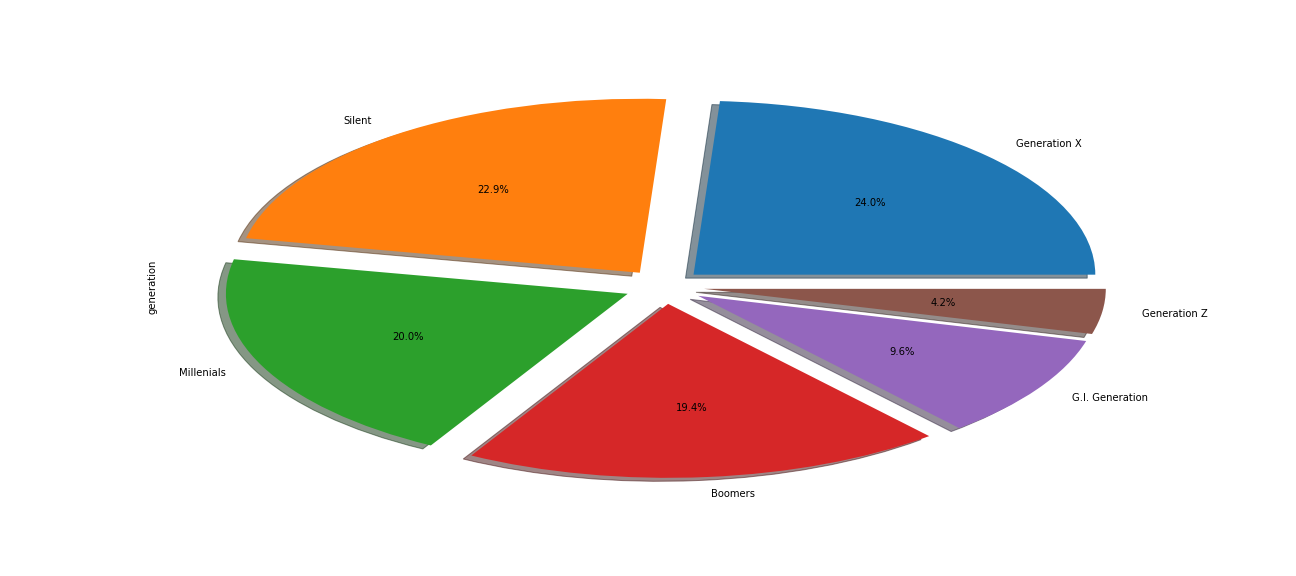 Silent
Generation X
22.9%
24.0%
generation
4.2%
Generation Z
20.0%
9.6%
Millenials
G.I. Generation
19.4%
Boomers